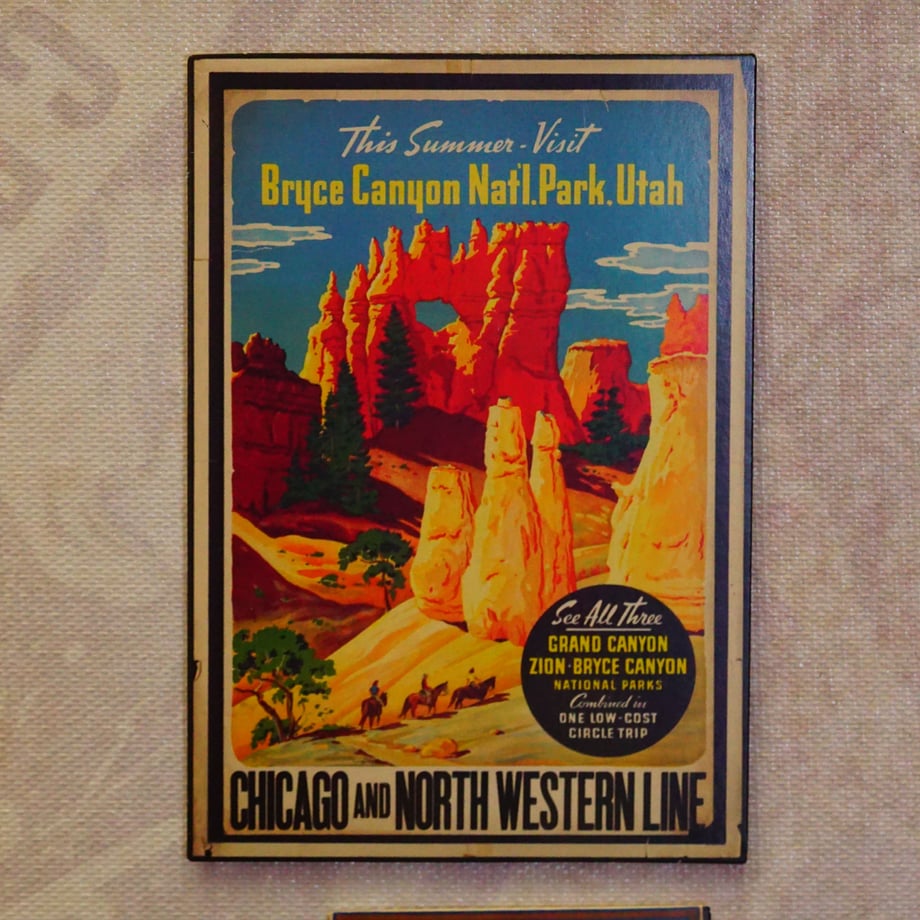 This Summer - Visit
Bryce Canyon Nat'l. Park, Utah
See All Three
GRAND CANYON
ZION · BRYCE CANYON
NATIONAL PARKS
Combined in
ONE LOW-COST
CIRCLE TRIP
CHICAGO AND NORTH WESTERN LINE